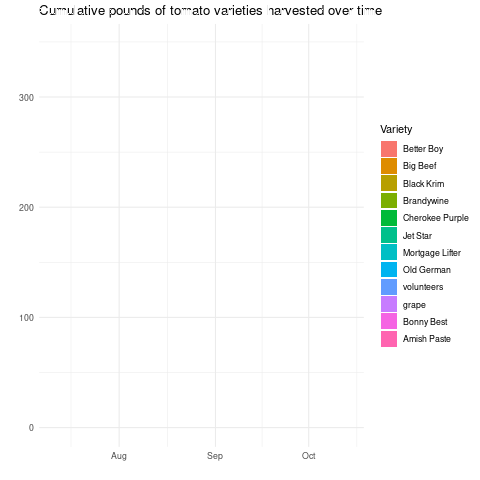 Cumulative pounds of tomato varieties harvested over time
300
200
100
0
Aug
Sep
Oct
Variety
Better Boy
Big Beef
Black Krim
Brandywine
Cherokee Purple
Jet Star
Mortgage Lifter
Old German
volunteers
grape
Bonny Best
Amish Paste